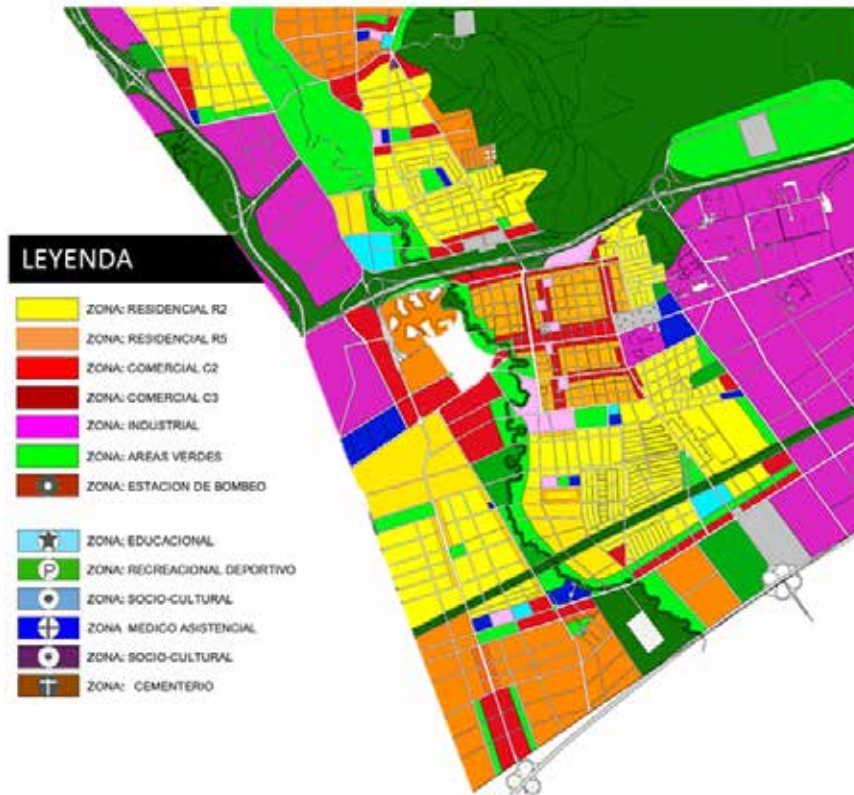 LEYENDA
ZONA: RESIDENCIAL R2
ZONA: RESIDENCIAL R5
ZONA: COMERCIAL C2
ZONA: COMERCIAL C3
ZONA: INDUSTRIAL
ZONA: AREAS VERDES
ZONA: ESTACION DE BOMBEO
ZONA: EDUCACIONAL
P ZONA: RECREACIONAL DEPORTIVO
ZONA: SOCIO-CULTURAL
ZONA MEDICO ASISTENCIAL
ZONA: SOCIO-CULTURAL
ZONA: CEMENTERIO